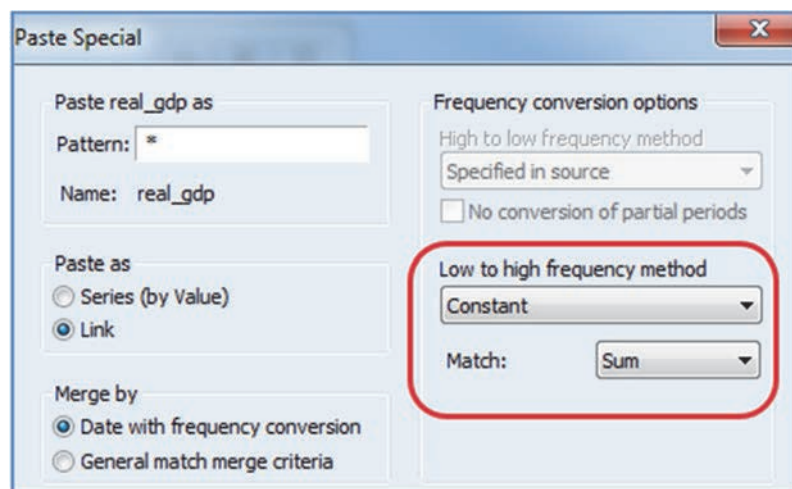 Paste Special
Paste real_gdp as
Pattern: *
Name: real_gdp
Paste as
Series (by Value)
Link
Merge by
Date with frequency conversion
General match merge criteria
Frequency conversion options
High to low frequency method
Specified in source
No conversion of partial periods
Low to high frequency method
Constant
Match: Sum